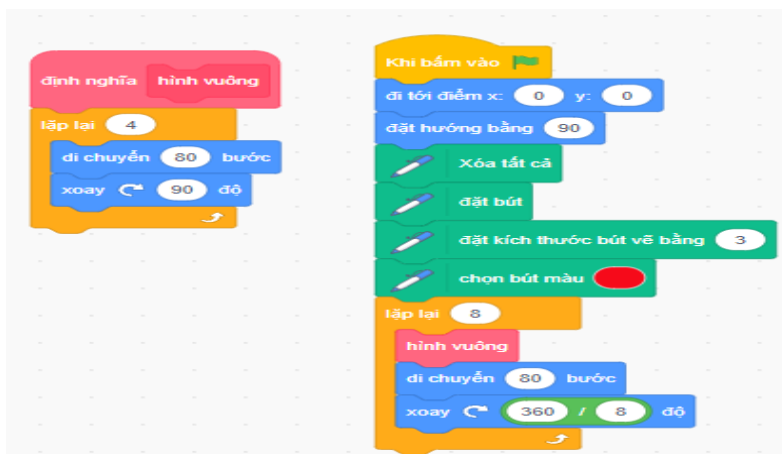 định nghĩa hình vuông
lặp lại 4
di chuyển 80 bước
xoay 90 độ
Khi bấm vào
đi tới điểm x: 0 y: 0
đặt hướng bằng 90
Xóa tất cả
đặt bút
đặt kích thước bút vẽ bằng 3
chọn bút màu
lặp lại 8
hình vuông
di chuyển 80 bước
xoay 360 / 8 độ